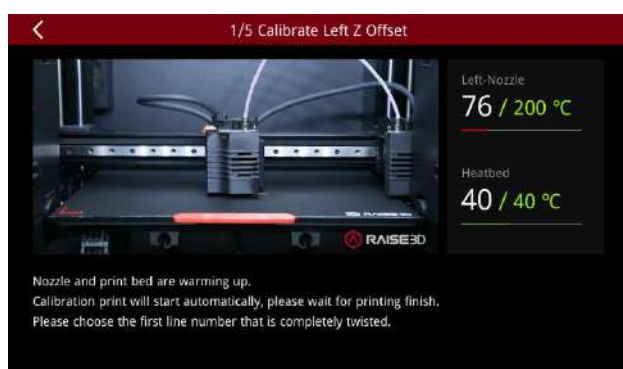 1/5 Calibrate Left Z Offset
Left-Nozzle
76 / 200 ℃
Heatbed
40 / 40 ℃
RAISE3D
Nozzle and print bed are warming up.
Calibration print will start automatically, please wait for printing finish.
Please choose the first line number that is completely twisted.